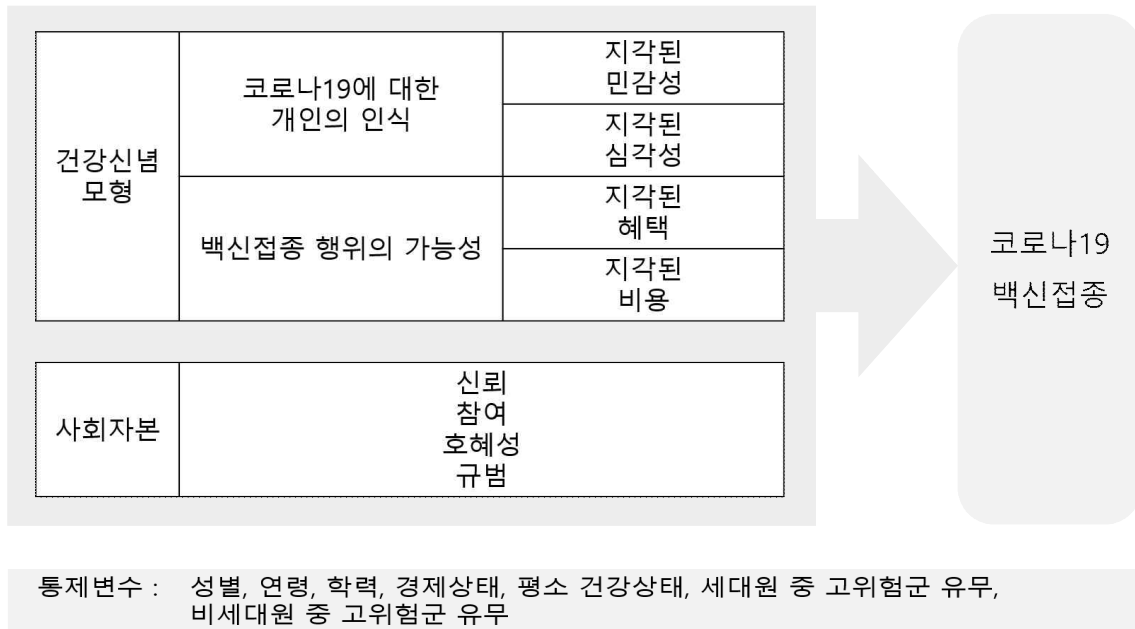 건강신념
모형
코로나19에 대한
개인의 인식
지각된
민감성
지각된
심각성
백신접종 행위의 가능성
지각된
혜택
지각된
비용
사회자본
신뢰
참여
호혜성
규범
코로나19
백신접종
통제변수 : 성별, 연령, 학력, 경제상태, 평소 건강상태, 세대원 중 고위험군 유무,
비세대원 중 고위험군 유무